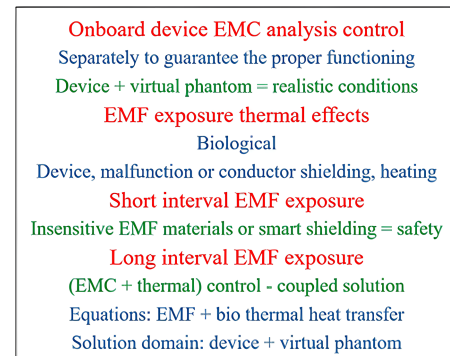 Onboard device EMC analysis control
Separately to guarantee the proper functioning
Device + virtual phantom = realistic conditions
EMF exposure thermal effects
Biological
Device, malfunction or conductor shielding, heating
Short interval EMF exposure
Insensitive EMF materials or smart shielding = safety
Long interval EMF exposure
(EMC + thermal) control - coupled solution
Equations: EMF + bio thermal heat transfer
Solution domain: device + virtual phantom